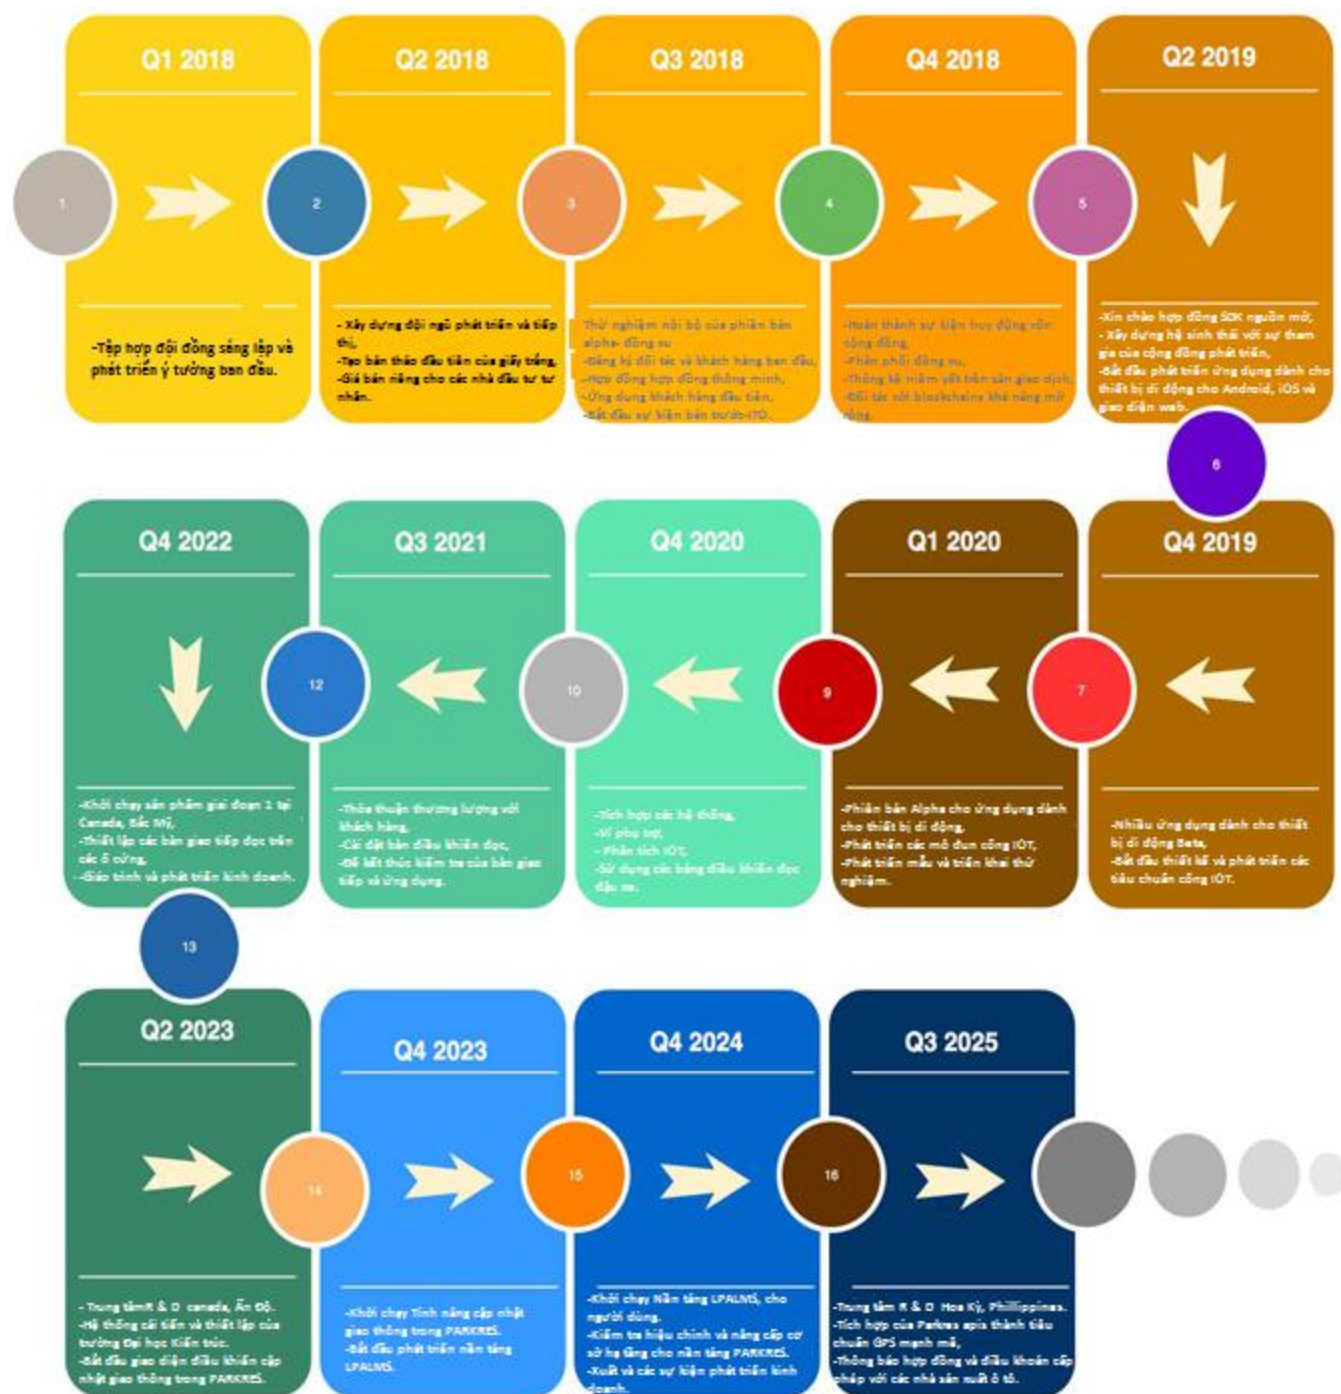 Q1 2018
1
-Tập hợp đội đồng sáng lập và
phát triển ý tưởng ban đầu.
Q2 2018
2
- Xây dựng đội ngũ phát triển và tiếp
thị,
-Tạo bản thảo đầu tiên của giấy trắng,
-Giá bán riêng cho các nhà đầu tư tư
nhân.
Q3 2018
3
Thử nghiệm nội bộ của phiên bản
alpha- đồng xu
-Đăng ký đối tác và khách hàng ban đầu,
-Hợp đồng hợp đồng thông minh,
-Ứng dụng khách hàng đầu tiên,
-Bắt đầu sự kiện bán trước-ITO.
Q4 2018
4
-Hoàn thành sự kiện huy động vốn
cộng đồng,
-Phân phối đồng xu,
-Thống kê niêm yết trên sàn giao dịch,
-Đối tác với blockchains khả năng mở
rộng.
Q2 2019
5
-Xin chào hợp đồng SDK nguồn mở,
- Xây dựng hệ sinh thái với sự tham
gia của cộng đồng phát triển,
-Bắt đầu phát triển ứng dụng dành cho
thiết bị di động cho Android, iOS và
giao diện web.
6
Q4 2019
-Nhiều ứng dụng dành cho thiết
bị di động Beta,
-Bắt đầu thiết kế và phát triển các
tiêu chuẩn cổng IOT.
7
Q1 2020
-Phiên bản Alpha cho ứng dụng dành
cho thiết bị di động,
-Phát triển các mô đun cổng IOT,
-Phát triển mẫu và triển khai thử
nghiệm.
9
Q4 2020
-Tích hợp các hệ thống,
-Ví phụ trợ,
- Phân tích IOT,
-Sử dụng các bảng điều khiển đọc
đậu xe.
10
Q3 2021
-Thỏa thuận thương lượng với
khách hàng,
-Cài đặt bàn điều khiển đọc,
-Để kết thúc kiểm tra của bàn giao
tiếp và ứng dụng.
12
Q4 2022
-Khởi chạy sản phẩm giai đoạn 1 tại
Canada, Bắc Mỹ,
-Thiết lập các bàn giao tiếp đọc trên
các ổ cứng,
-Giáo trình và phát triển kinh doanh.
13
Q2 2023
- Trung tâmR & D canada, Ấn Độ.
-Hệ thống cải tiến và thiết lập của
trường Đại học Kiến trúc.
-Bắt đầu giao diện điều khiển cập
nhật giao thông trong PARKRES.
14
Q4 2023
-Khởi chạy Tính năng cập nhật
giao thông trong PARKRES.
-Bắt đầu phát triển nền tảng
LPALMS.
15
Q4 2024
-Khởi chạy Nền tảng LPALMS, cho
người dùng.
-Kiểm tra hiệu chỉnh và nâng cấp cơ
sở hạ tầng cho nền tảng PARKRES.
-Xuất và các sự kiện phát triển kinh
doanh.
16
Q3 2025
-Trung tâm R & D Hoa Kỳ, Phillippines.
-Tích hợp của Parkres apis thành tiêu
chuẩn GPS mạnh mẽ,
-Thông báo hợp đồng và điều khoản cấp
phép với các nhà sản xuất ô tô.